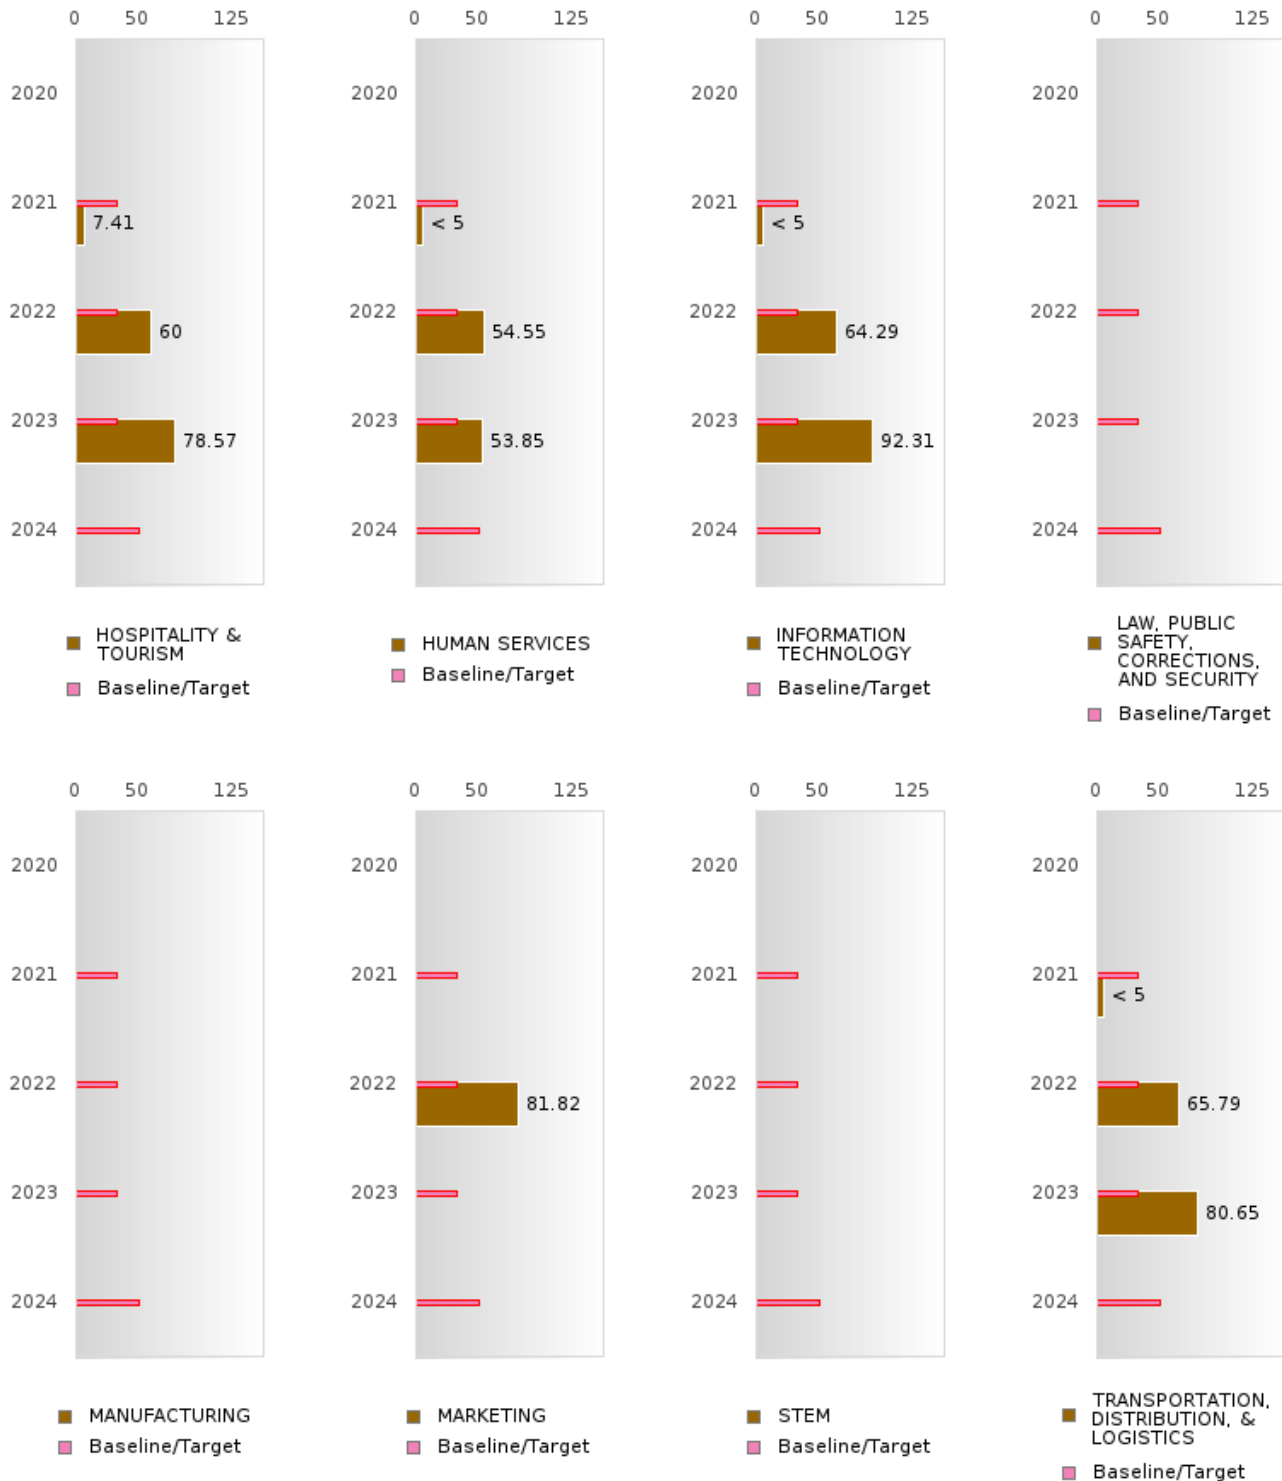 0 50 125
0 50 125
0 50 125
0 50 125
2020
2020
2020
2020
2021
7.41
2021
< 5
2021
< 5
2021
2022
60
2022
54.55
2022
64.29
2022
2023
78.57
2023
53.85
2023
92.31
2023
2024
2024
2024
2024
HOSPITALITY &
TOURISM
Baseline/Target
HUMAN SERVICES
Baseline/Target
INFORMATION
TECHNOLOGY
Baseline/Target
LAW, PUBLIC
SAFETY,
CORRECTIONS,
AND SECURITY
Baseline/Target
0 50 125
0 50 125
0 50 125
0 50 125
2020
2020
2020
2020
2021
2021
2021
2021
< 5
2022
2022
81.82
2022
2022
65.79
2023
2023
2023
2023
80.65
2024
2024
2024
2024
MANUFACTURING
Baseline/Target
MARKETING
Baseline/Target
STEM
Baseline/Target
TRANSPORTATION,
DISTRIBUTION, &
LOGISTICS
Baseline/Target